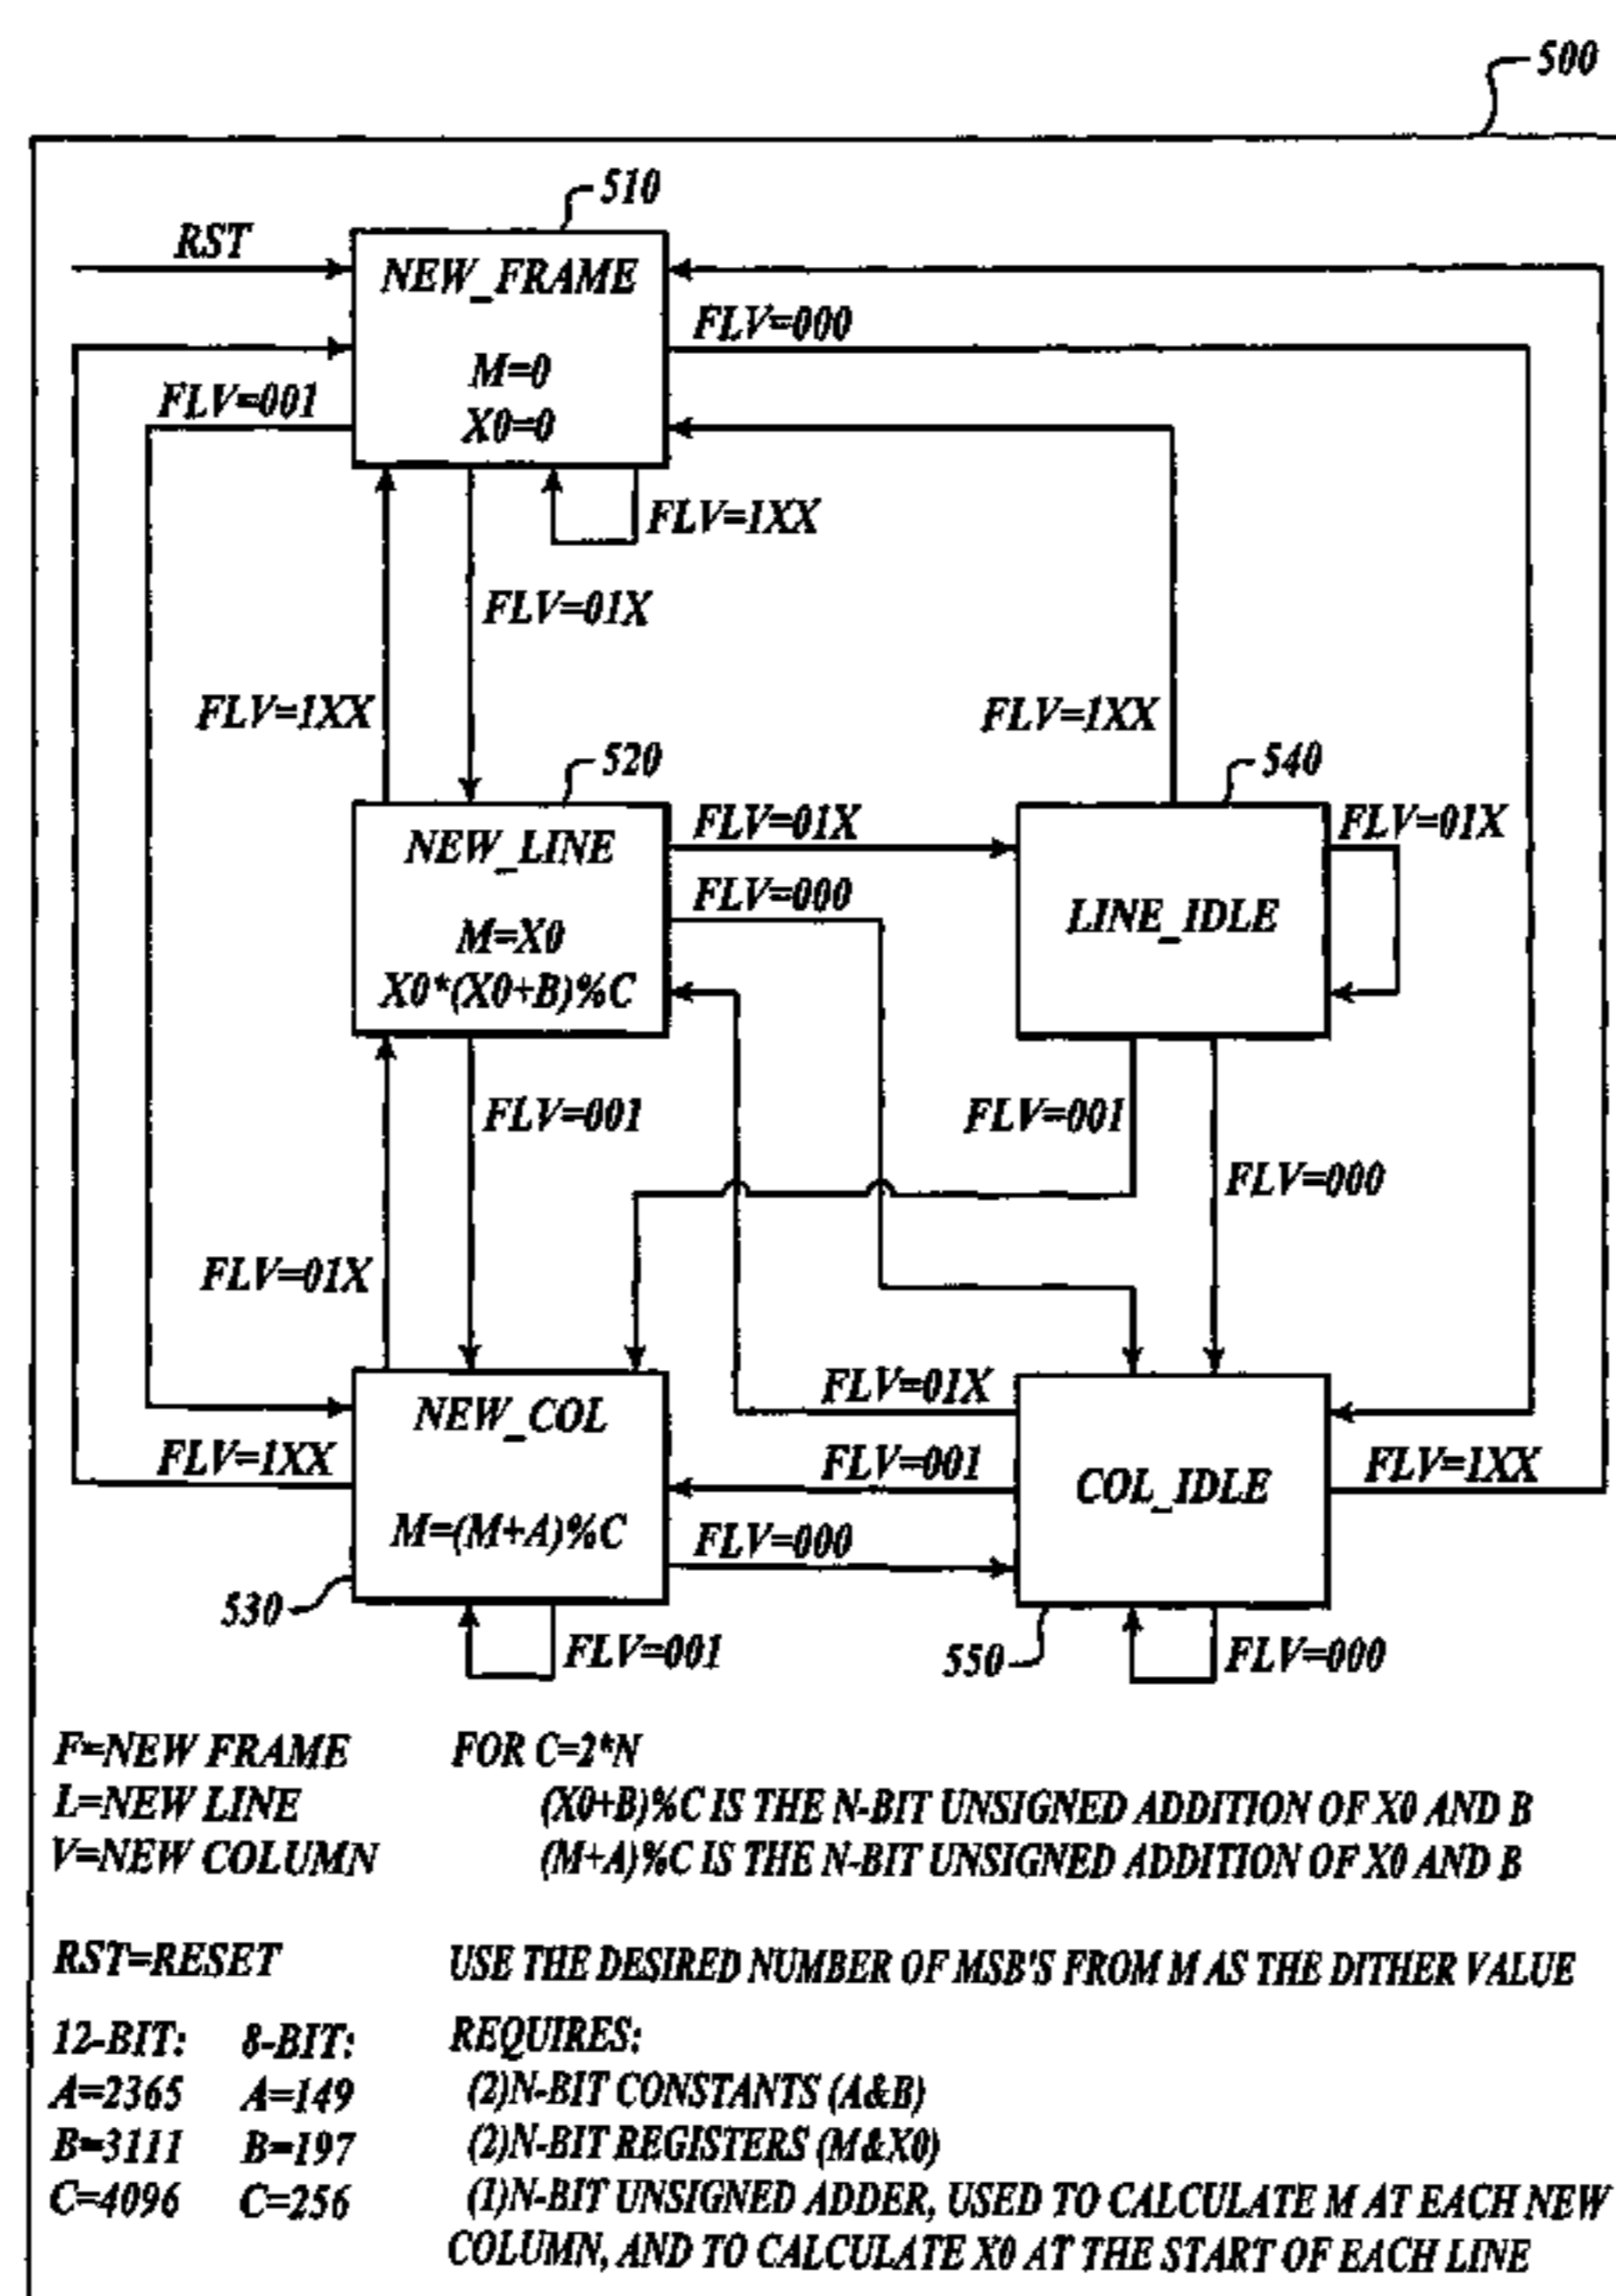 500
510
RST
NEW_FRAME
FLV=000
M=0
FLV=001
X0=0
FLV=1XX
FLV=01X
FLV=1XX
FLV=1XX
520
540
NEW_LINE
FLV=01X
FLV=01X
FLV=000
LINE_IDLE
M=X0
X0*(X0+B)%C
FLV=001
FLV=001
FLV=000
FLV=01X
FLV=01X
NEW_COL
FLV=1XX
FLV=001
FLV=1XX
COL_IDLE
M=(M+A)%C
FLV=000
530
FLV=001
550
FLV=000
F=NEW FRAME
FOR C=2*N
L=NEW LINE
(X0+B)%C IS THE N-BIT UNSIGNED ADDITION OF X0 AND B
V=NEW COLUMN
(M+A)%C IS THE N-BIT UNSIGNED ADDITION OF X0 AND B
RST=RESET
USE THE DESIRED NUMBER OF MSB'S FROM M AS THE DITHER VALUE
12-BIT: 8-BIT:
A=2365 A=149
B=3111 B=197
C=4096 C=256
REQUIRES:
(2)N-BIT CONSTANTS (A&B)
(2)N-BIT REGISTERS (M&X0)
(1)N-BIT UNSIGNED ADDER, USED TO CALCULATE M AT EACH NEW
COLUMN, AND TO CALCULATE X0 AT THE START OF EACH LINE